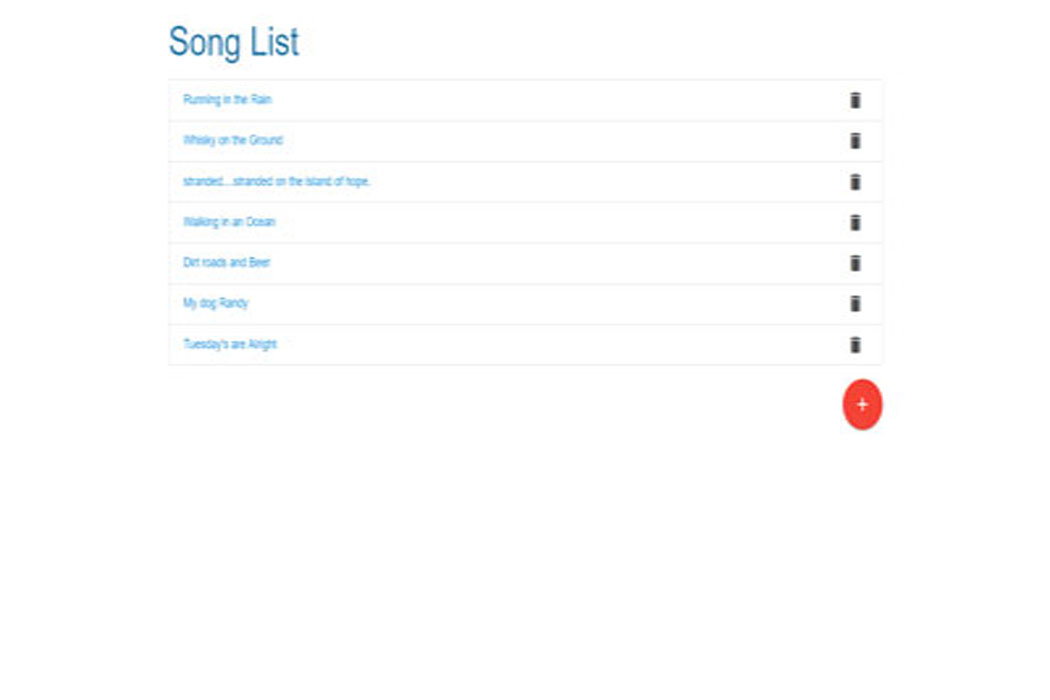 Song List
Running in the Rain
Whisky on the Ground
stranded....stranded on the island of hope.
Walking in an Ocean
Dirt roads and Beer
My dog Randy
Tuesday's are Alright
+